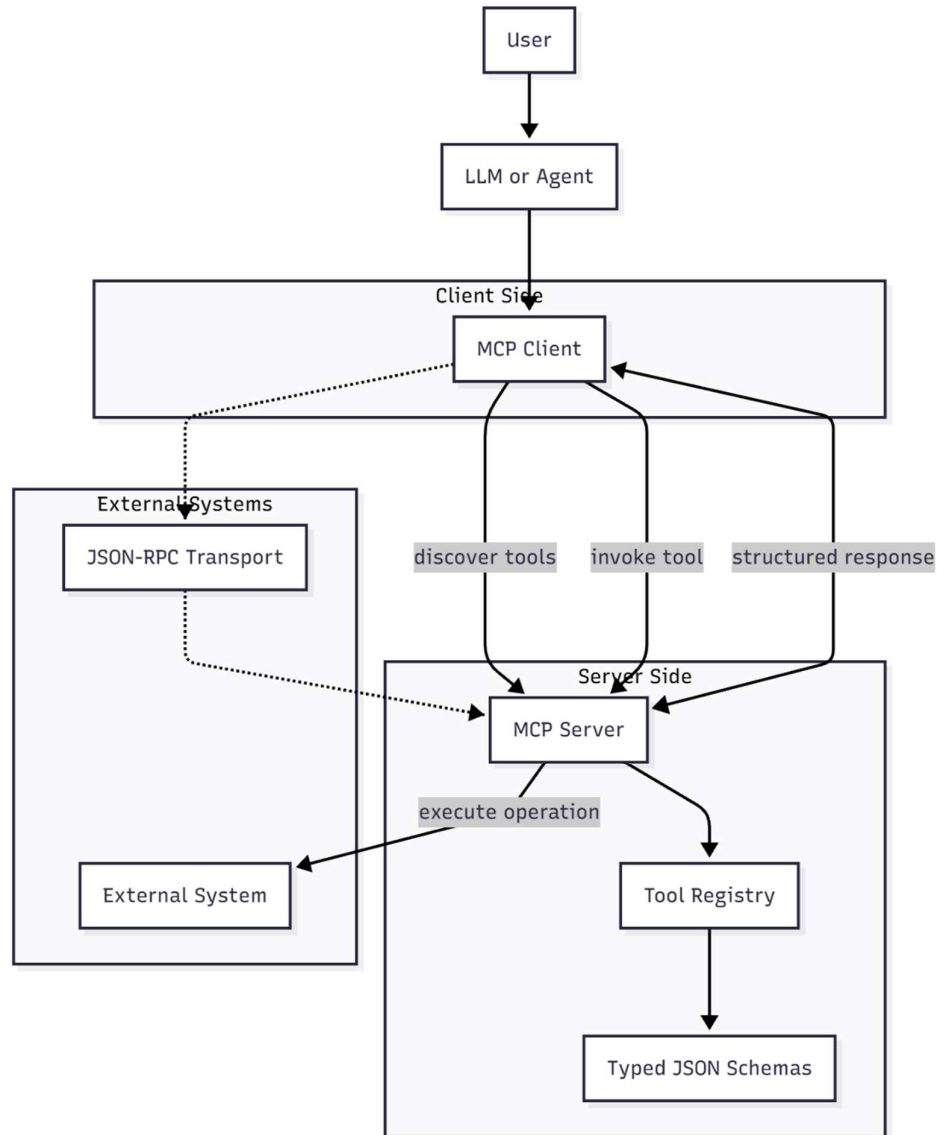 User
LLM or Agent
Client Side
MCP Client
External Systems
JSON-RPC Transport
discover tools
invoke tool
structured response
Server Side
MCP Server
execute operation
External System
Tool Registry
Typed JSON Schemas